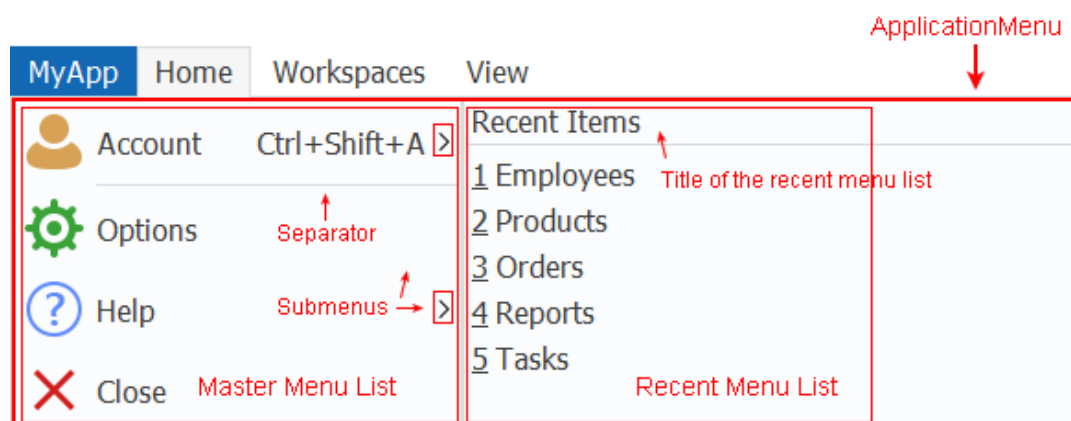 ApplicationMenu
MyApp Home Workspaces View
Account Ctrl+Shift+A >
Separator
Options
Submenus
Help >
Close
Master Menu List
Recent Items
Title of the recent menu list
1 Employees
2 Products
3 Orders
4 Reports
5 Tasks
Recent Menu List